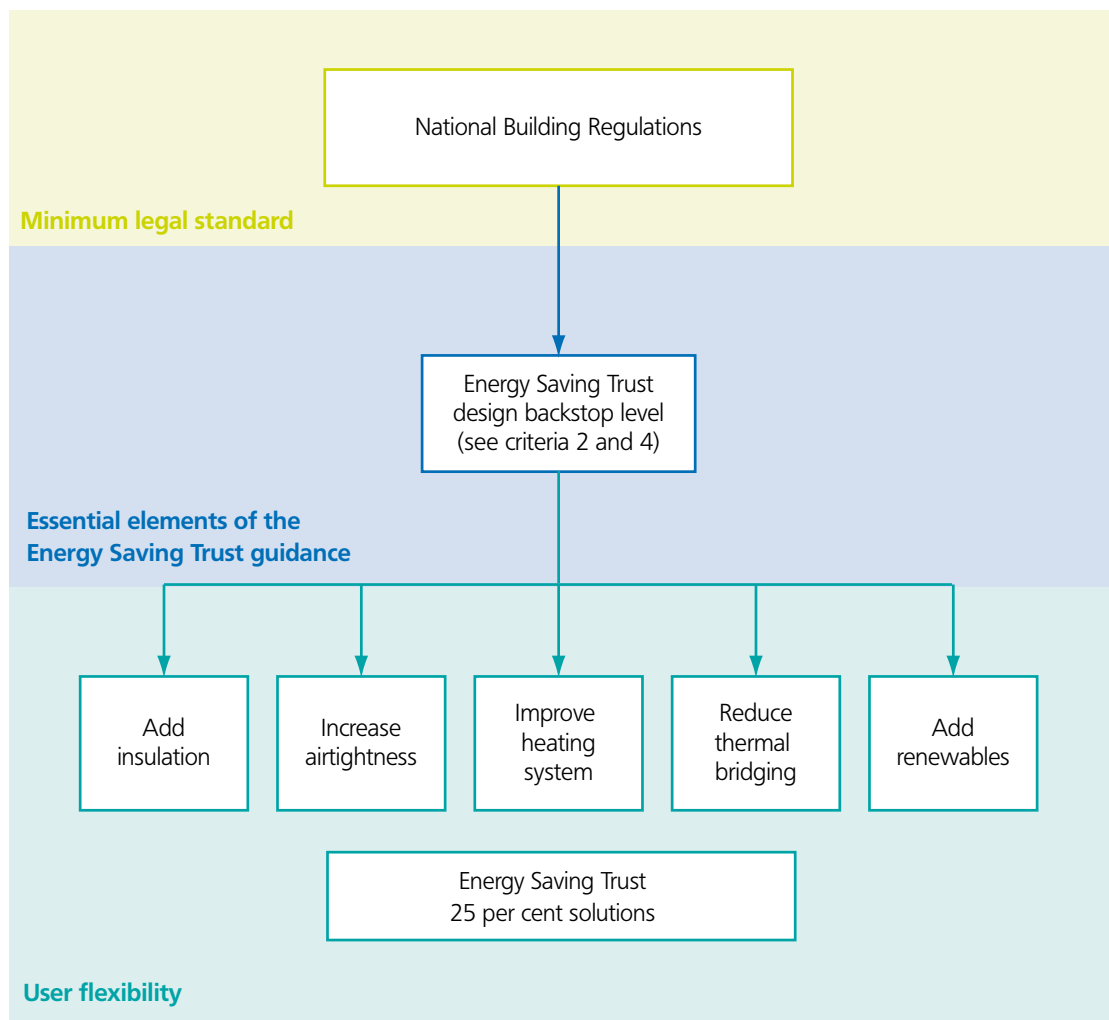 National Building Regulations
Minimum legal standard
Energy Saving Trust
design backstop level
(see criteria 2 and 4)
Essential elements of the
Energy Saving Trust guidance
Add
insulation
Increase
airtightness
Improve
heating
system
Reduce
thermal
bridging
Add
renewables
Energy Saving Trust
25 per cent solutions
User flexibility